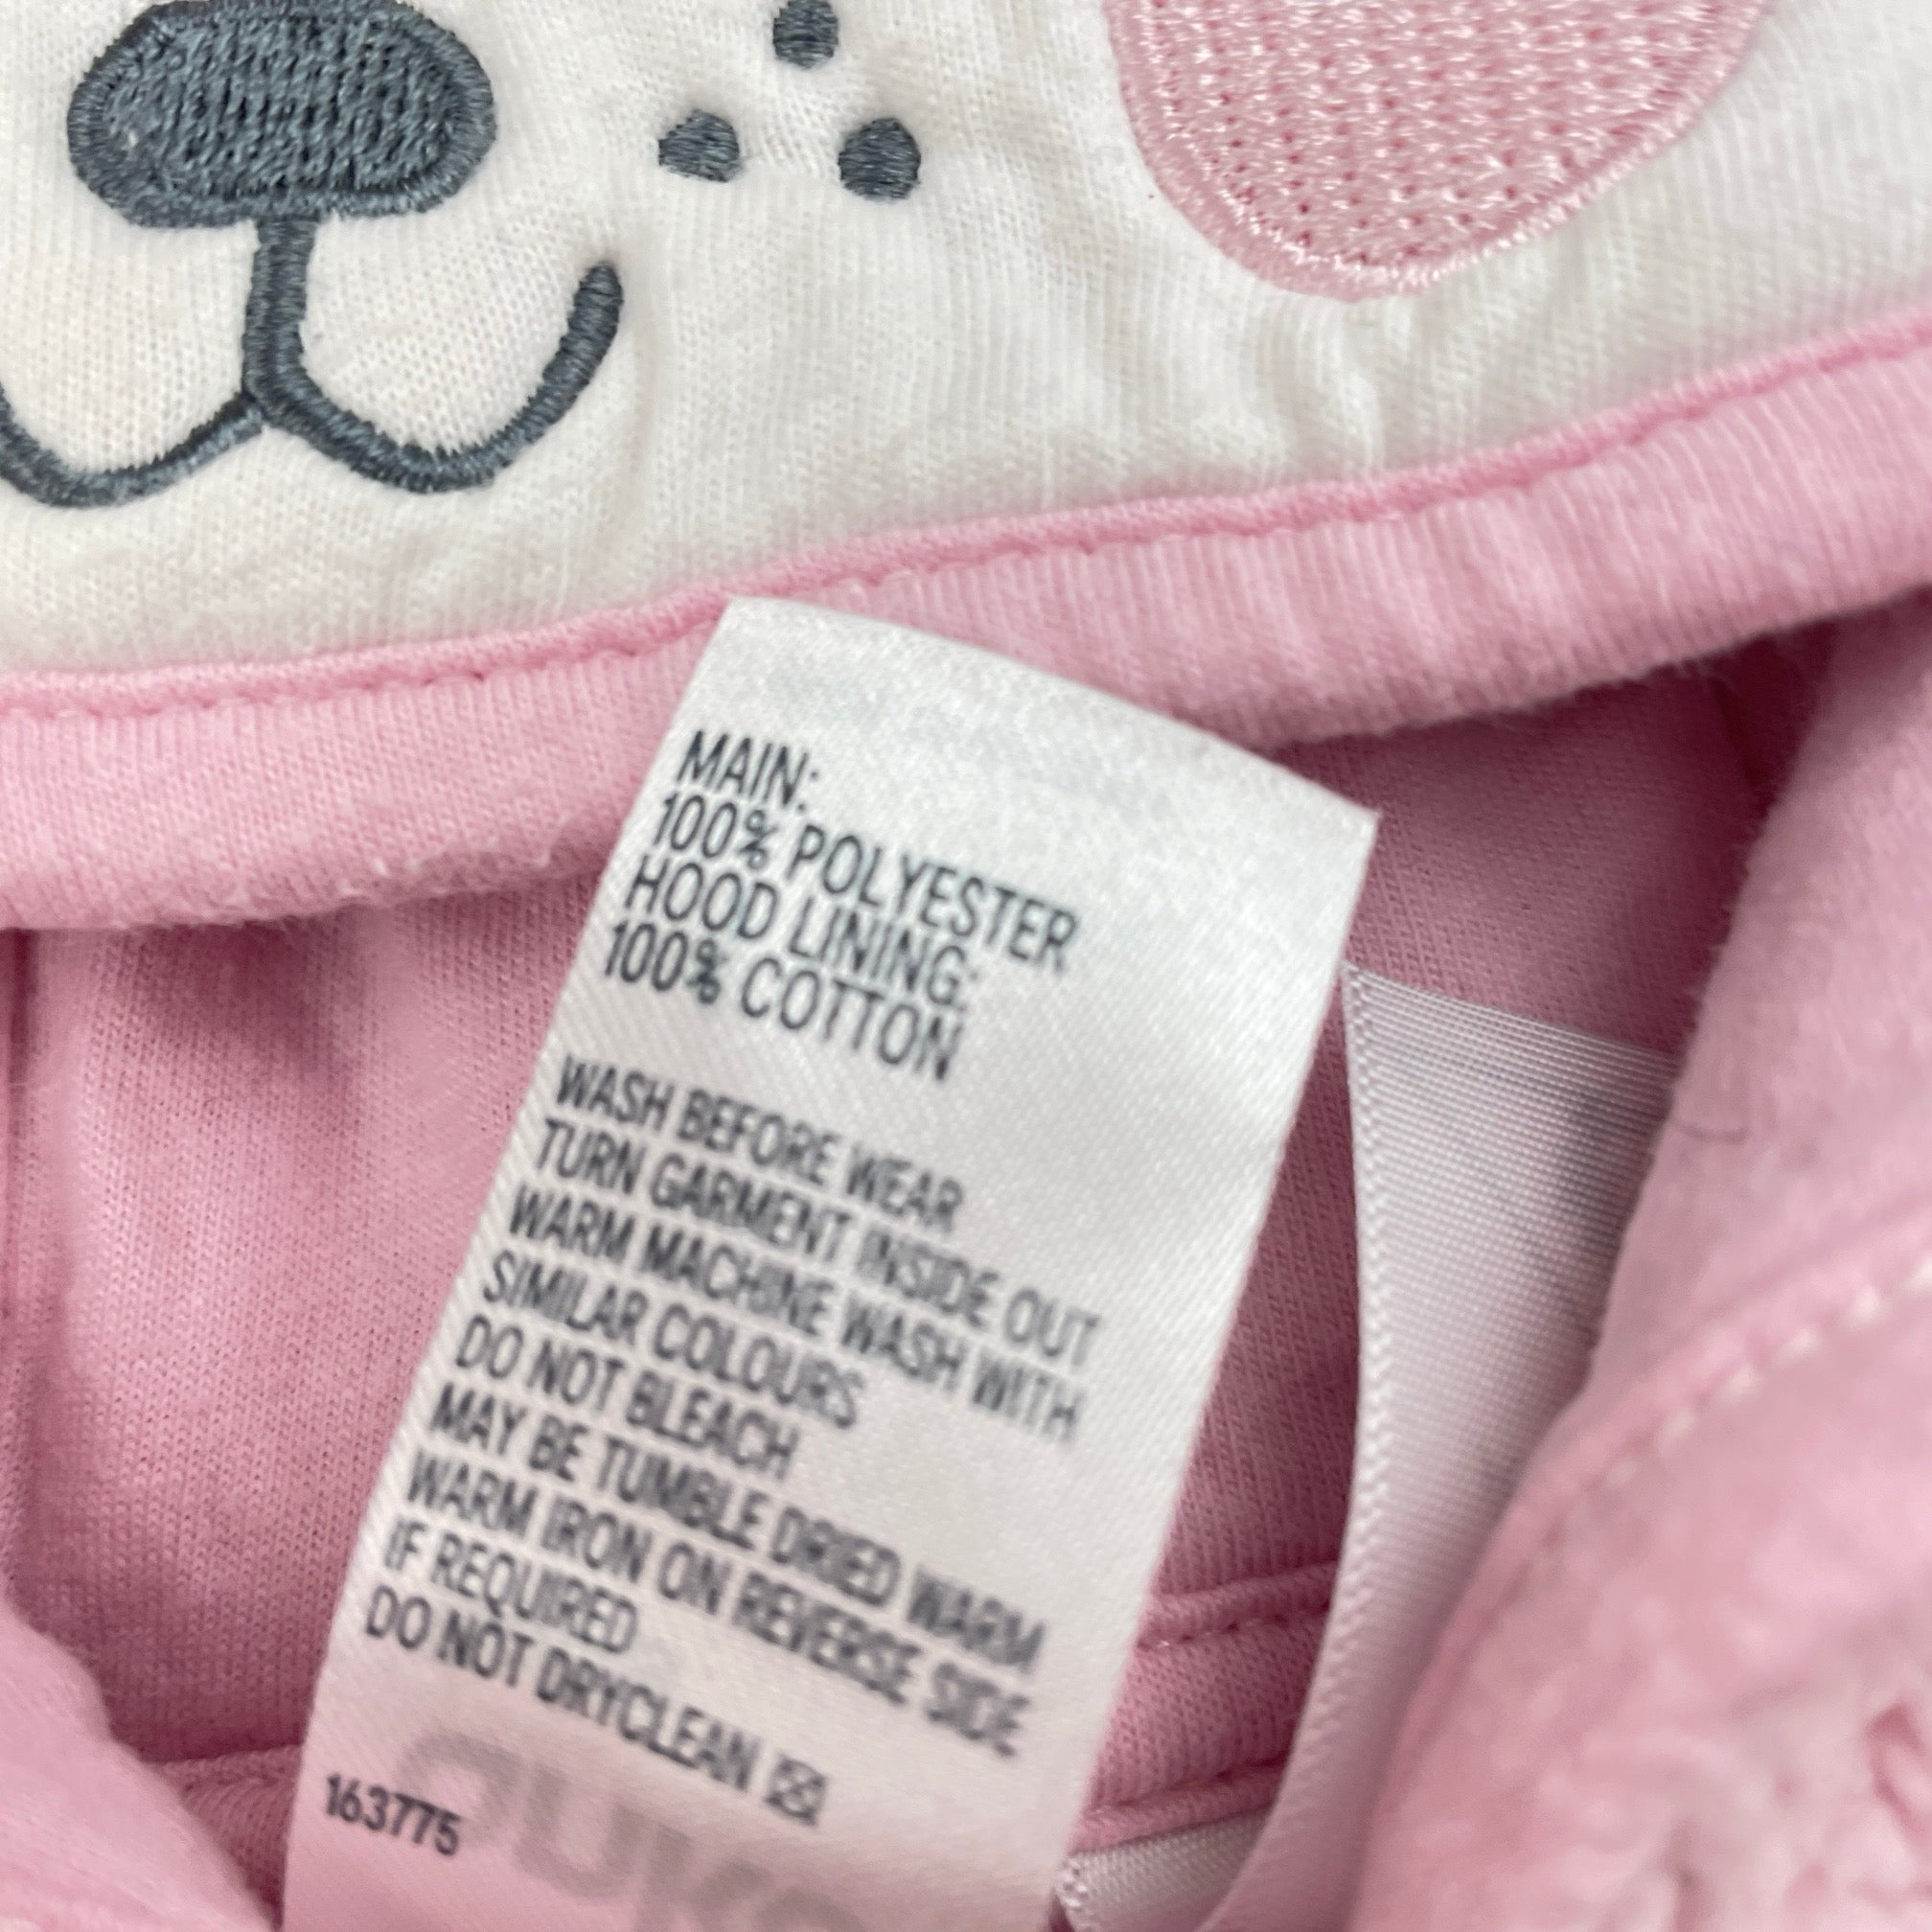 MAIN:
100% POLYESTER
HOOD LINING:
100% COTTON
WASH BEFORE WEAR
TURN GARMENT INSIDE OUT
WARM MACHINE WASH WITH
SIMILAR COLOURS
DO NOT BLEACH
MAY BE TUMBLE DRIED WARM
WARM IRON ON REVERSE SIDE
IF REQUIRED
DO NOT DRYCLEAN
163775